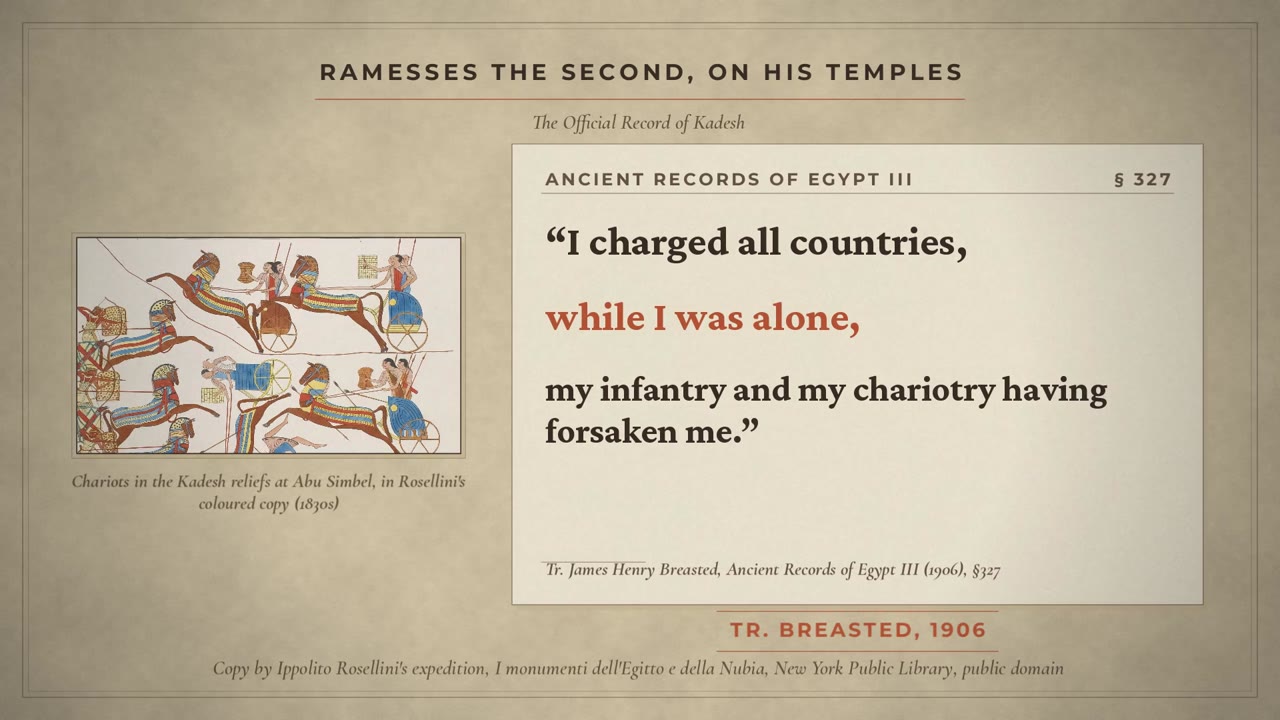 RAMESSES THE SECOND, ON HIS TEMPLES
The Official Record of Kadesh
ANCIENT RECORDS OF EGYPT III § 327
“I charged all countries,
while I was alone,
my infantry and my chariotry having
forsaken me.”
Tr. James Henry Breasted, Ancient Records of Egypt III (1906), §327
Chariots in the Kadesh reliefs at Abu Simbel, in Rosellini's
coloured copy (1830s)
TR. BREASTED, 1906
Copy by Ippolito Rosellini's expedition, I monumenti dell'Egitto e della Nubia, New York Public Library, public domain